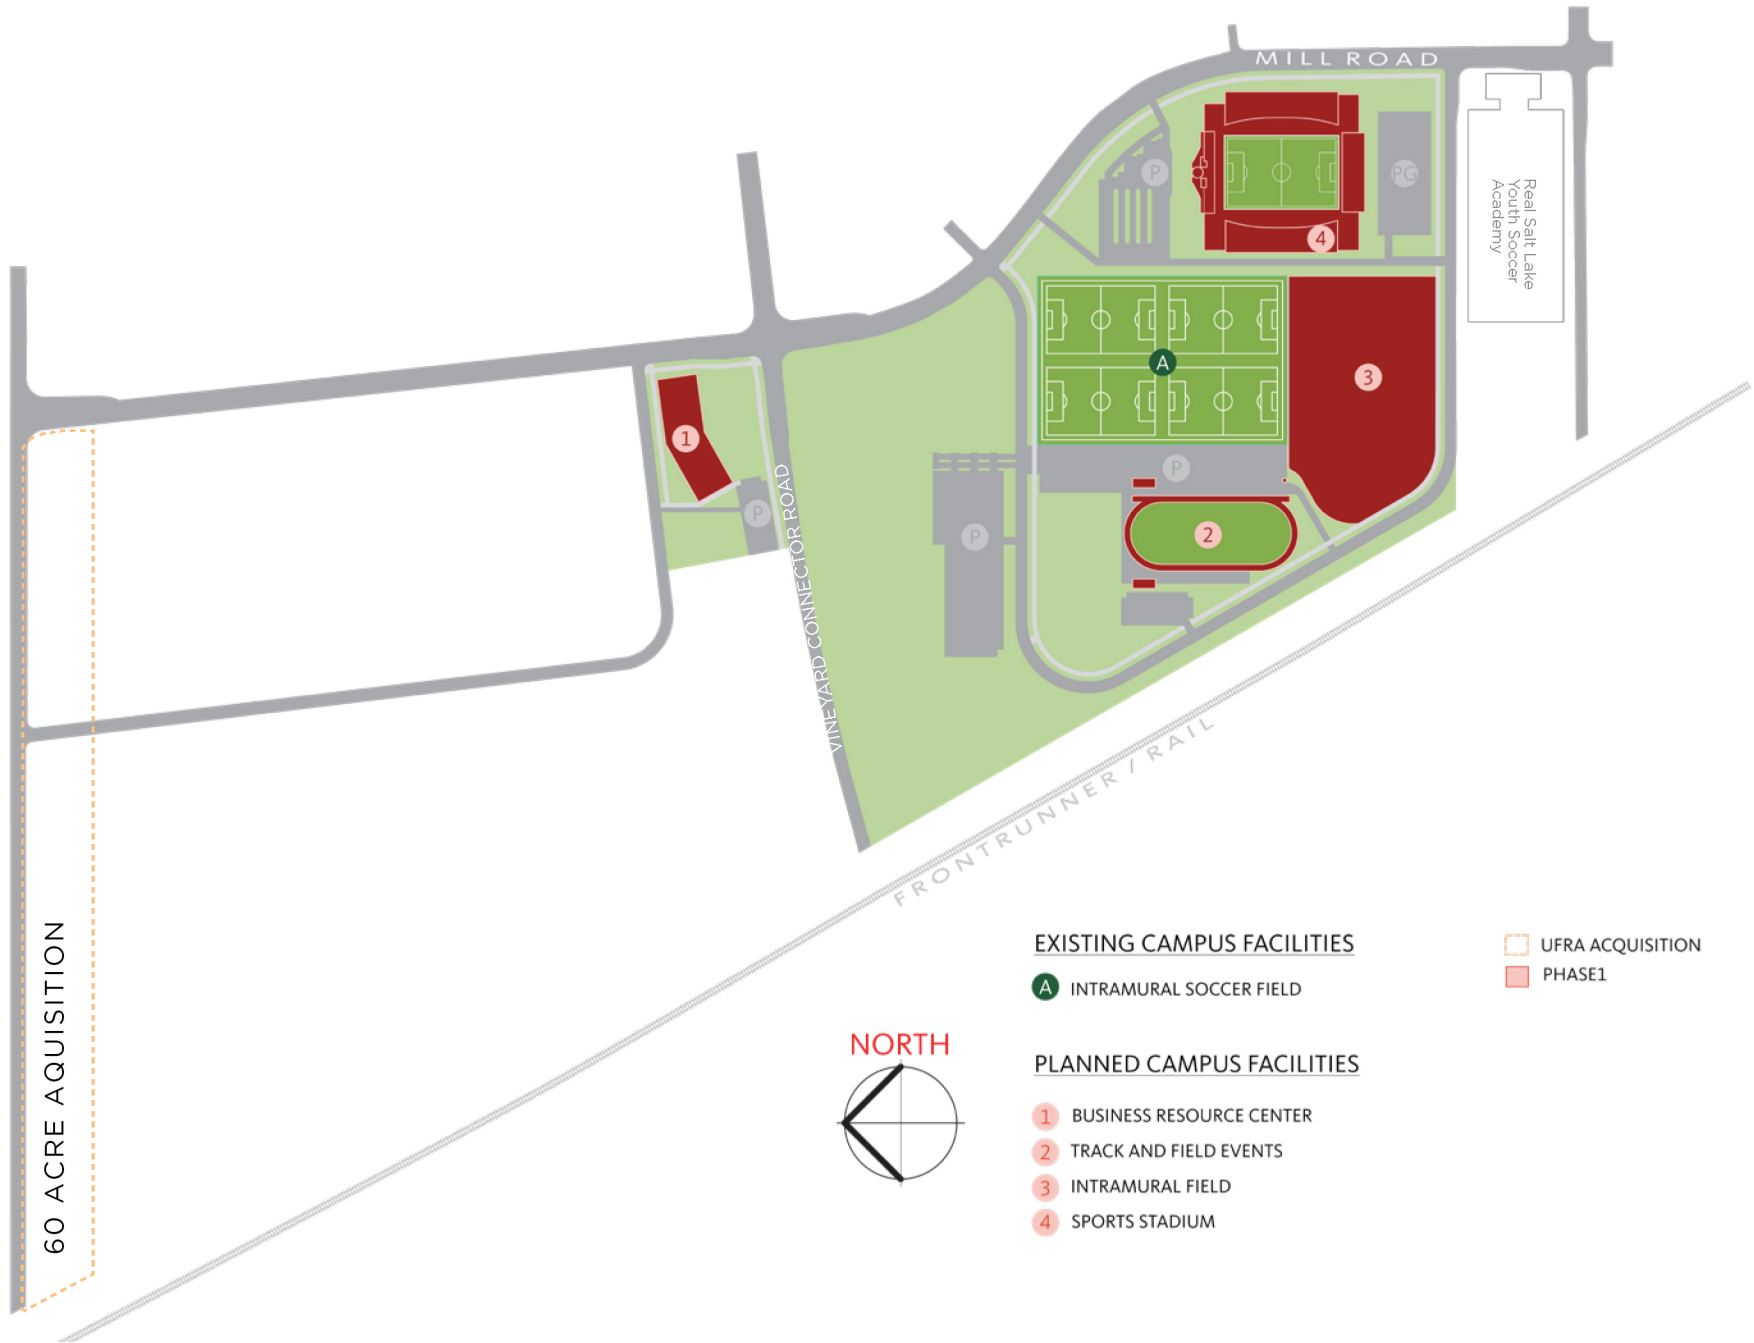 MILL ROAD
P
PG
4
Real Salt Lake
Youth Soccer
Academy
A
3
1
P
P
2
P
VINEYARD CONNECTOR ROAD
FRONTRUNNER / RAIL
60 ACRE AQUISITION
EXISTING CAMPUS FACILITIES
A INTRAMURAL SOCCER FIELD
UFRA ACQUISITION
PHASE1
NORTH
PLANNED CAMPUS FACILITIES
1 BUSINESS RESOURCE CENTER
2 TRACK AND FIELD EVENTS
3 INTRAMURAL FIELD
4 SPORTS STADIUM